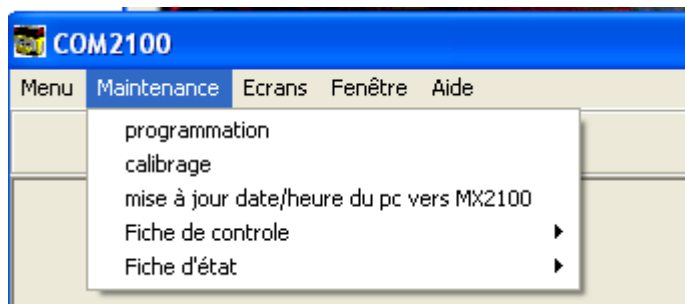 COM2100
Menu Maintenance Ecrans Fenêtre Aide
programmation
calibrage
mise à jour date/heure du pc vers MX2100
Fiche de controle
Fiche d'état